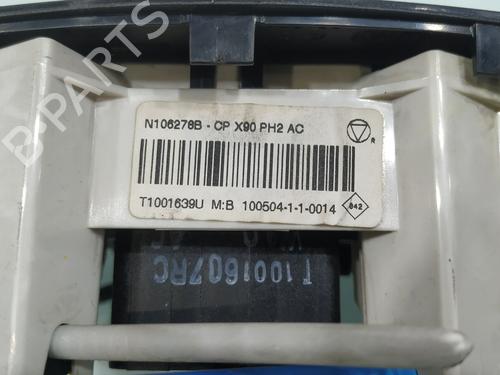 N106276B - CP X90 PH2 AC
R
T1001639U M:B 100504-1-1-0014
842
T1001607RC
B-PARTS